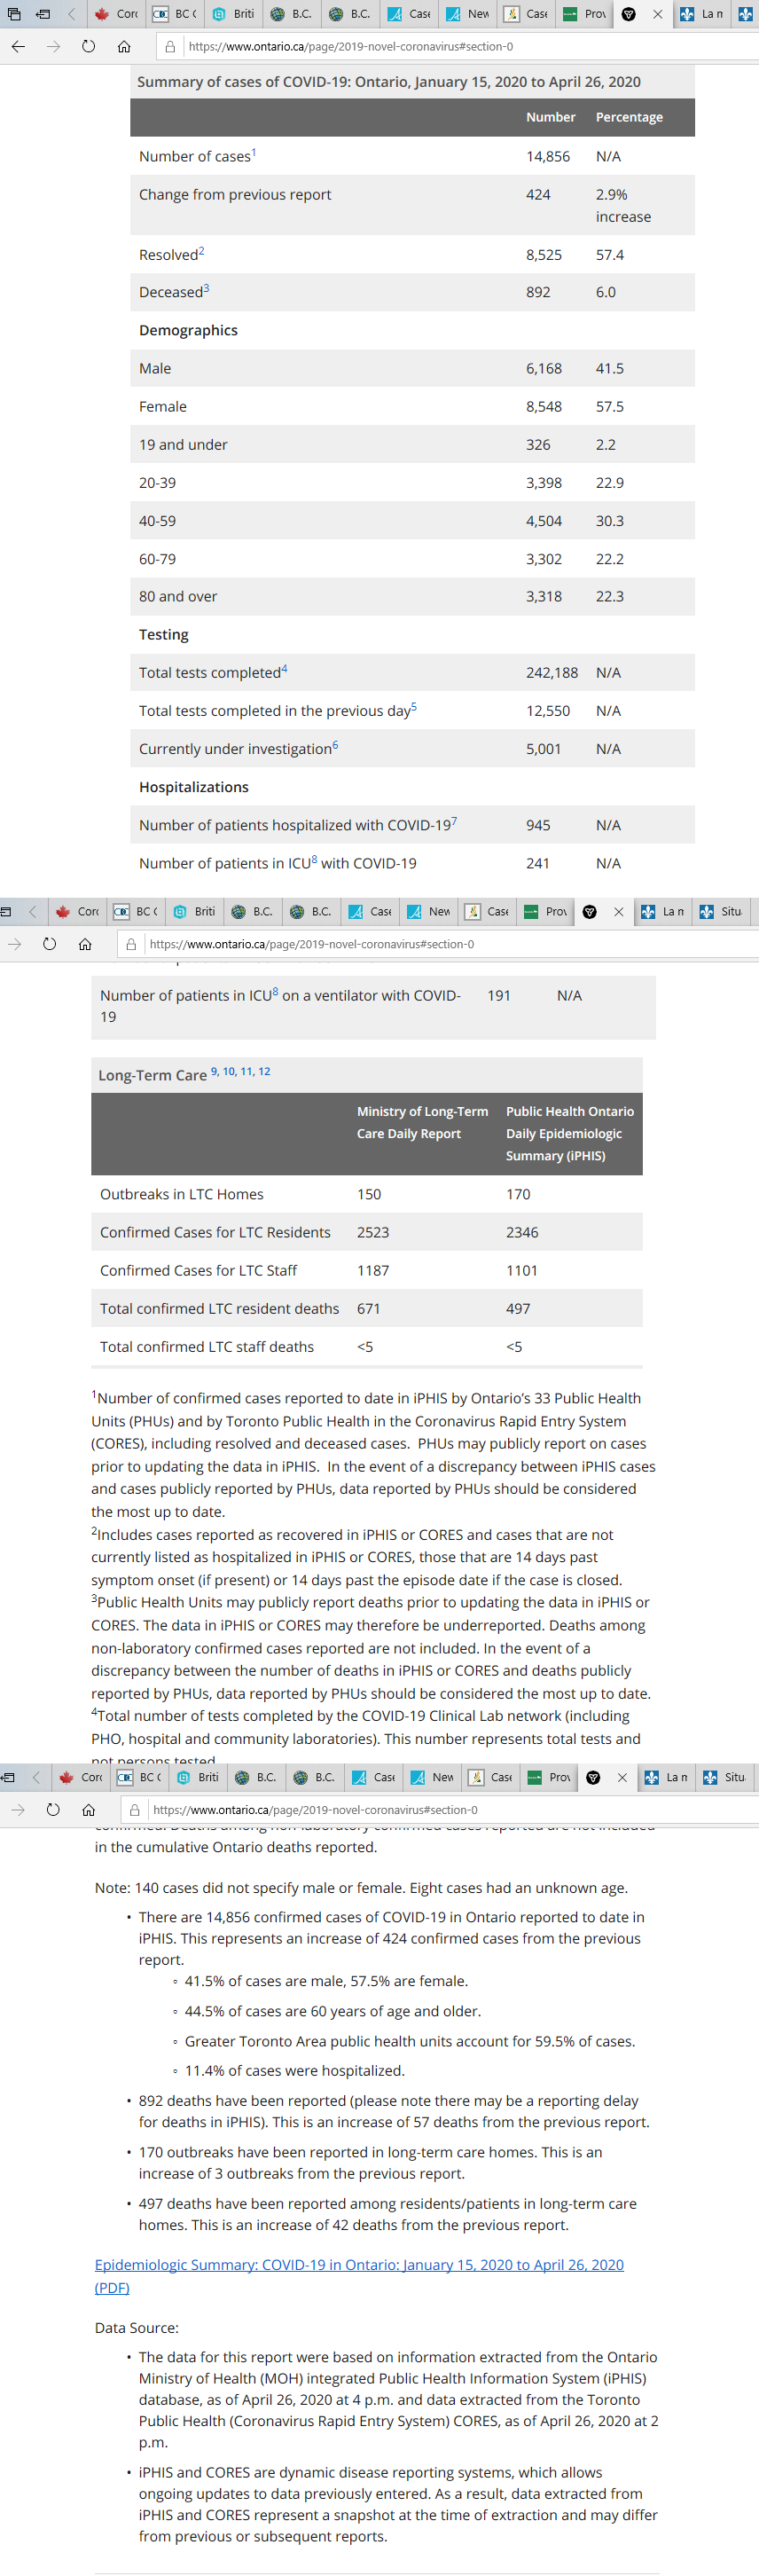 Cord
BC C
Briti
B.C.
B.C.
Case
New
Case
Prov
La n
https://www.ontario.ca/page/2019-novel-coronavirus#section-0
Summary of cases of COVID-19: Ontario, January 15, 2020 to April 26, 2020
Number Percentage
Number of cases1 14,856 N/A
Change from previous report 424 2.9%
increase
Resolved2 8,525 57.4
Deceased3 892 6.0
Demographics
Male 6,168 41.5
Female 8,548 57.5
19 and under 326 2.2
20-39 3,398 22.9
40-59 4,504 30.3
60-79 3,302 22.2
80 and over 3,318 22.3
Testing
Total tests completed4 242,188 N/A
Total tests completed in the previous day5 12,550 N/A
Currently under investigation6 5,001 N/A
Hospitalizations
Number of patients hospitalized with COVID-197 945 N/A
Number of patients in ICU8 with COVID-19 241 N/A
Cord
BC C
Briti
B.C.
B.C.
Case
New
Case
Prov
La n
Situ
https://www.ontario.ca/page/2019-novel-coronavirus#section-0
Number of patients in ICU8 on a ventilator with COVID- 191 N/A
19
Long-Term Care 9, 10, 11, 12
Ministry of Long-Term Public Health Ontario
Care Daily Report Daily Epidemiologic
Summary (iPHIS)
Outbreaks in LTC Homes 150 170
Confirmed Cases for LTC Residents 2523 2346
Confirmed Cases for LTC Staff 1187 1101
Total confirmed LTC resident deaths 671 497
Total confirmed LTC staff deaths <5 <5
1Number of confirmed cases reported to date in iPHIS by Ontario's 33 Public Health
Units (PHUs) and by Toronto Public Health in the Coronavirus Rapid Entry System
(CORES), including resolved and deceased cases. PHUs may publicly report on cases
prior to updating the data in iPHIS. In the event of a discrepancy between iPHIS cases
and cases publicly reported by PHUs, data reported by PHUs should be considered
the most up to date.
2Includes cases reported as recovered in iPHIS or CORES and cases that are not
currently listed as hospitalized in iPHIS or CORES, those that are 14 days past
symptom onset (if present) or 14 days past the episode date if the case is closed.
3Public Health Units may publicly report deaths prior to updating the data in iPHIS or
CORES. The data in iPHIS or CORES may therefore be underreported. Deaths among
non-laboratory confirmed cases reported are not included. In the event of a
discrepancy between the number of deaths in iPHIS or CORES and deaths publicly
reported by PHUs, data reported by PHUs should be considered the most up to date.
4Total number of tests completed by the COVID-19 Clinical Lab network (including
PHO, hospital and community laboratories). This number represents total tests and
not persons tested
Cord
BC C
Briti
B.C.
B.C.
Case
New
Case
Prov
La n
Situ
https://www.ontario.ca/page/2019-novel-coronavirus#section-0
confirmed. Deaths among non-laboratory confirmed cases reported are not included
in the cumulative Ontario deaths reported.
Note: 140 cases did not specify male or female. Eight cases had an unknown age.
• There are 14,856 confirmed cases of COVID-19 in Ontario reported to date in
iPHIS. This represents an increase of 424 confirmed cases from the previous
report.
◦ 41.5% of cases are male, 57.5% are female.
◦ 44.5% of cases are 60 years of age and older.
◦ Greater Toronto Area public health units account for 59.5% of cases.
◦ 11.4% of cases were hospitalized.
• 892 deaths have been reported (please note there may be a reporting delay
for deaths in iPHIS). This is an increase of 57 deaths from the previous report.
• 170 outbreaks have been reported in long-term care homes. This is an
increase of 3 outbreaks from the previous report.
• 497 deaths have been reported among residents/patients in long-term care
homes. This is an increase of 42 deaths from the previous report.
Epidemiologic Summary: COVID-19 in Ontario: January 15, 2020 to April 26, 2020
(PDF)
Data Source:
• The data for this report were based on information extracted from the Ontario
Ministry of Health (MOH) integrated Public Health Information System (iPHIS)
database, as of April 26, 2020 at 4 p.m. and data extracted from the Toronto
Public Health (Coronavirus Rapid Entry System) CORES, as of April 26, 2020 at 2
p.m.
• iPHIS and CORES are dynamic disease reporting systems, which allows
ongoing updates to data previously entered. As a result, data extracted from
iPHIS and CORES represent a snapshot at the time of extraction and may differ
from previous or subsequent reports.